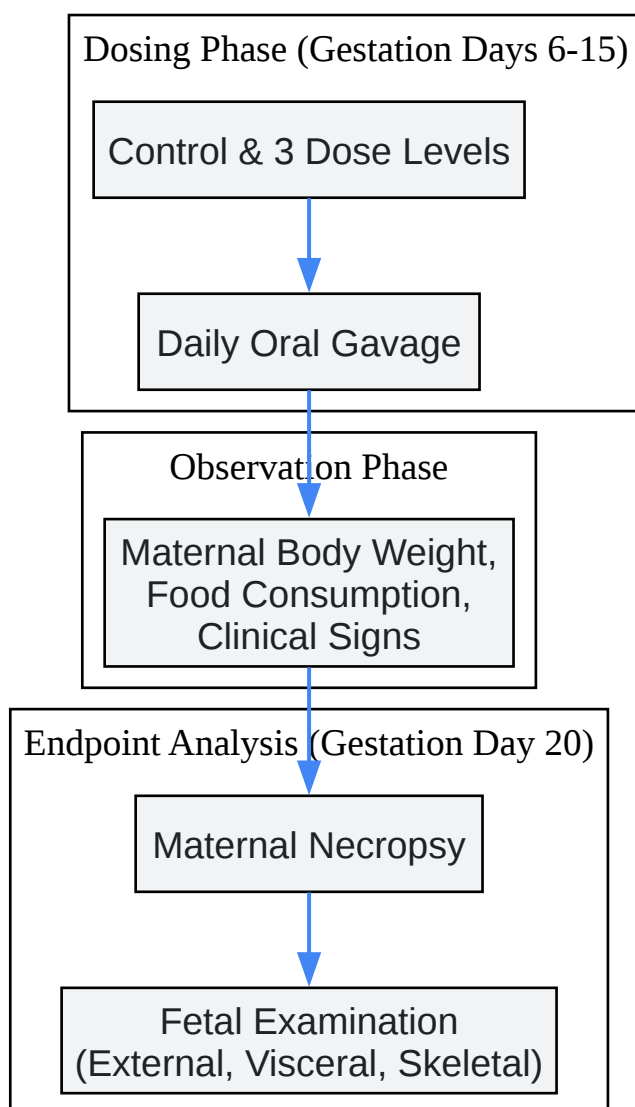 Dosing Phase (Gestation Days 6-15)
Control & 3 Dose Levels
Daily Oral Gavage
Observation Phase
Maternal Body Weight,
Food Consumption,
Clinical Signs
Endpoint Analysis (Gestation Day 20)
Maternal Necropsy
Fetal Examination
(External, Visceral, Skeletal)